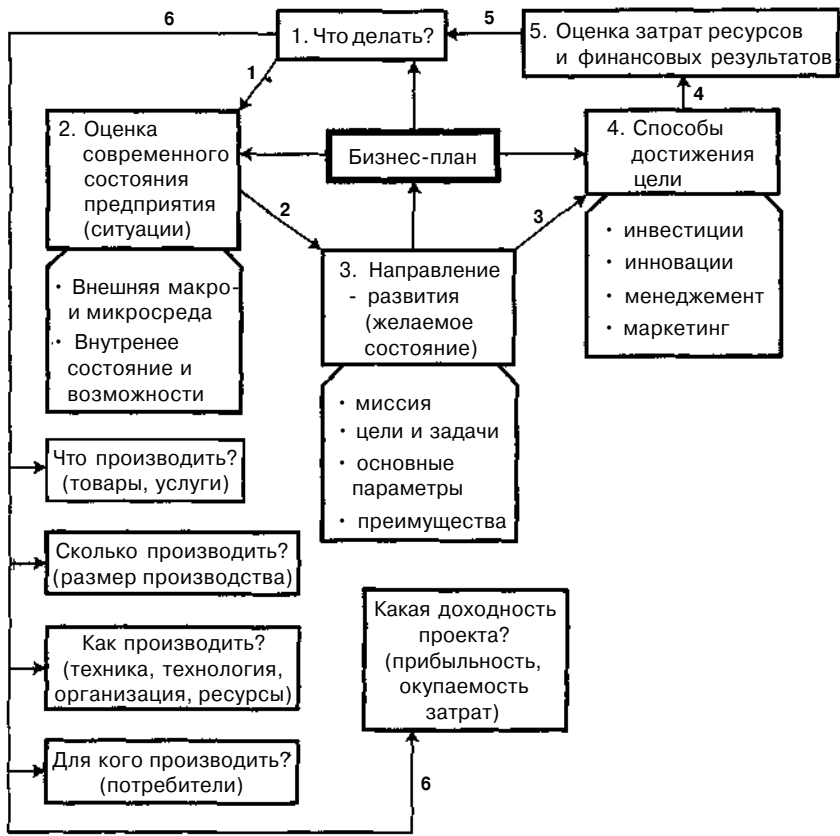 6
1. Что делать?
5
5. Оценка затрат ресурсов
и финансовых результатов
1
4
2. Оценка
современного
состояния
предприятия
(ситуации)
Бизнес-план
4. Способы
достижения
цели
2
3
• Внешняя макро-
и микросреда
• Внутренее
состояние и
возможности
3. Направление
- развития
(желаемое
состояние)
• инвестиции
• инновации
• менеджмент
• маркетинг
• миссия
• цели и задачи
• основные
параметры
• преимущества
Что производить?
(товары, услуги)
Сколько производить?
(размер производства)
Как производить?
(техника, технология,
организация, ресурсы)
Для кого производить?
(потребители)
Какая доходность
проекта?
(прибыльность,
окупаемость
затрат)
6